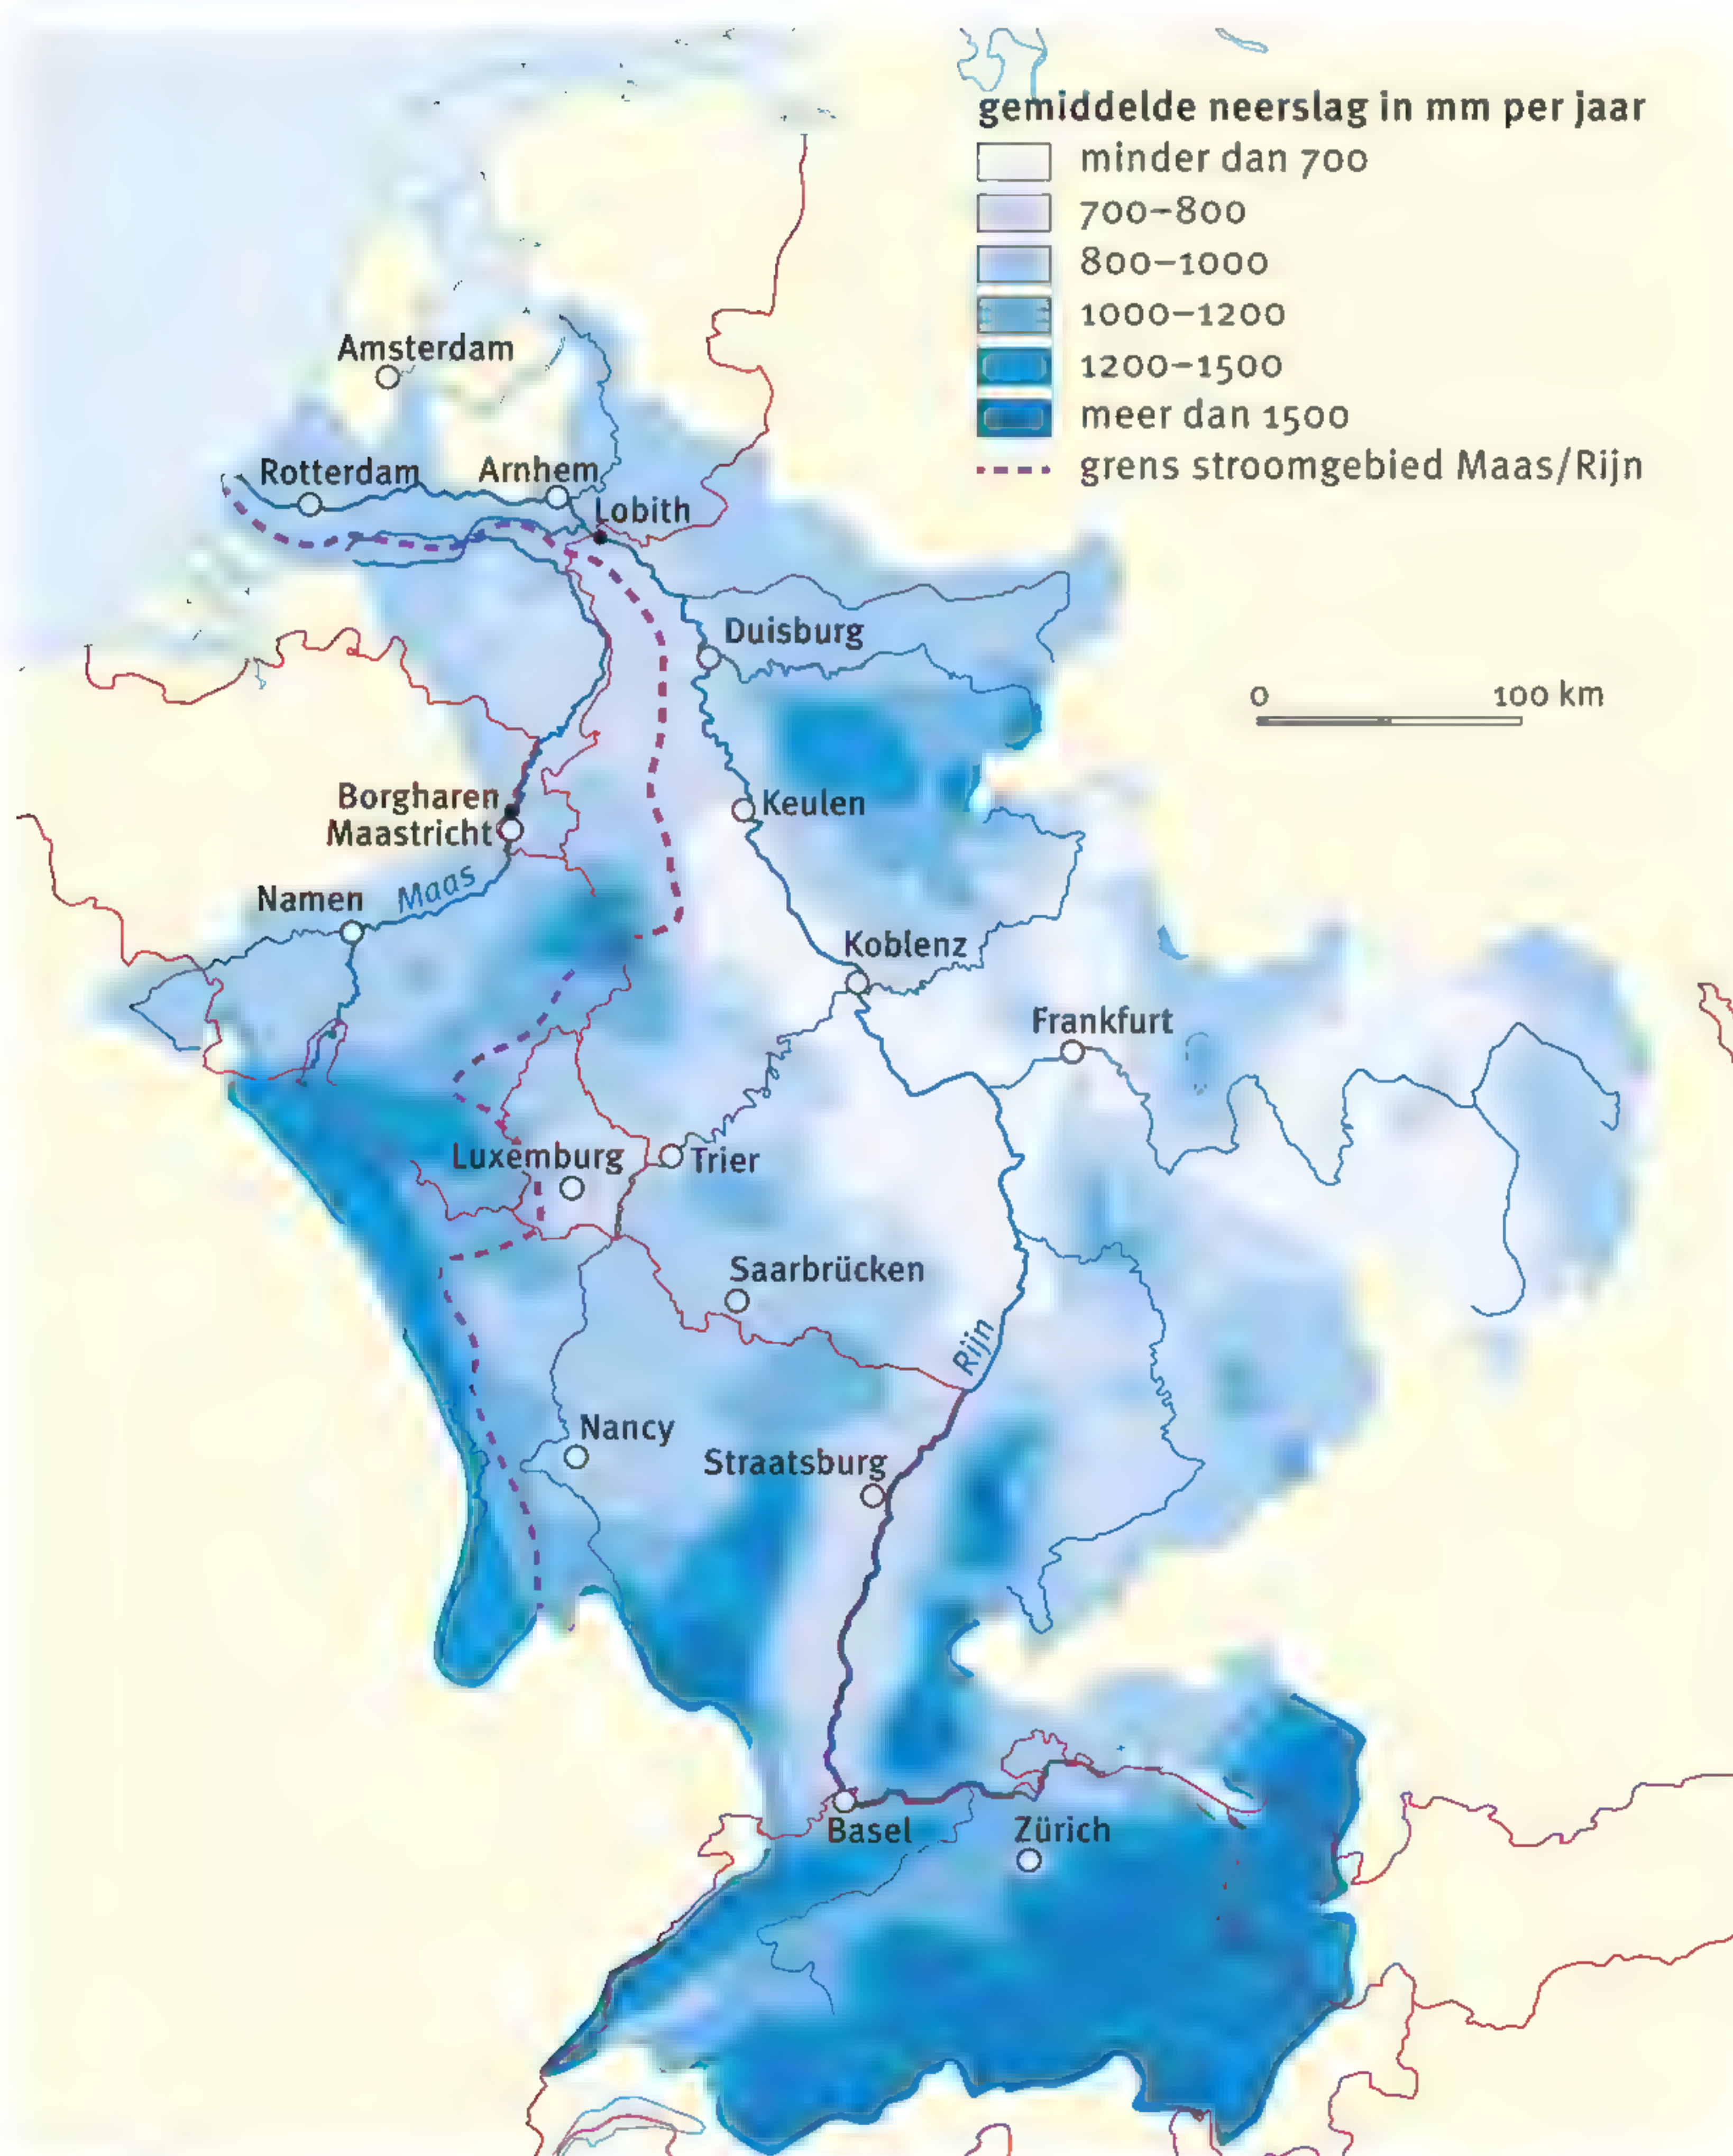 gemiddelde neerslag in mm per jaar
minder dan 700
700–800
800–1000
1000–1200
1200–1500
meer dan 1500
grens stroomgebied Maas/Rijn
Amsterdam
Rotterdam
Arnhem
Lobith
Duisburg
0 100 km
Borgharen
Keulen
Maastricht
Maas
Namen
Koblenz
Frankfurt
Luxemburg
Trier
Saarbrücken
Rijn
Nancy
Straatsburg
Basel
Zürich